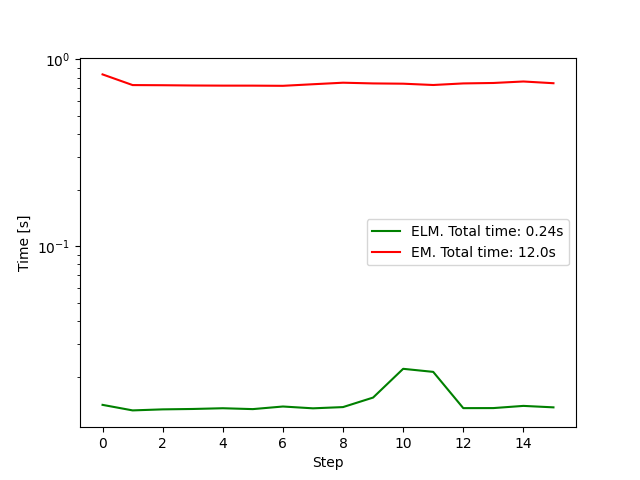 10⁰
10⁻¹
Time [s]
ELM. Total time: 0.24s
EM. Total time: 12.0s
0 2 4 6 8 10 12 14
Step